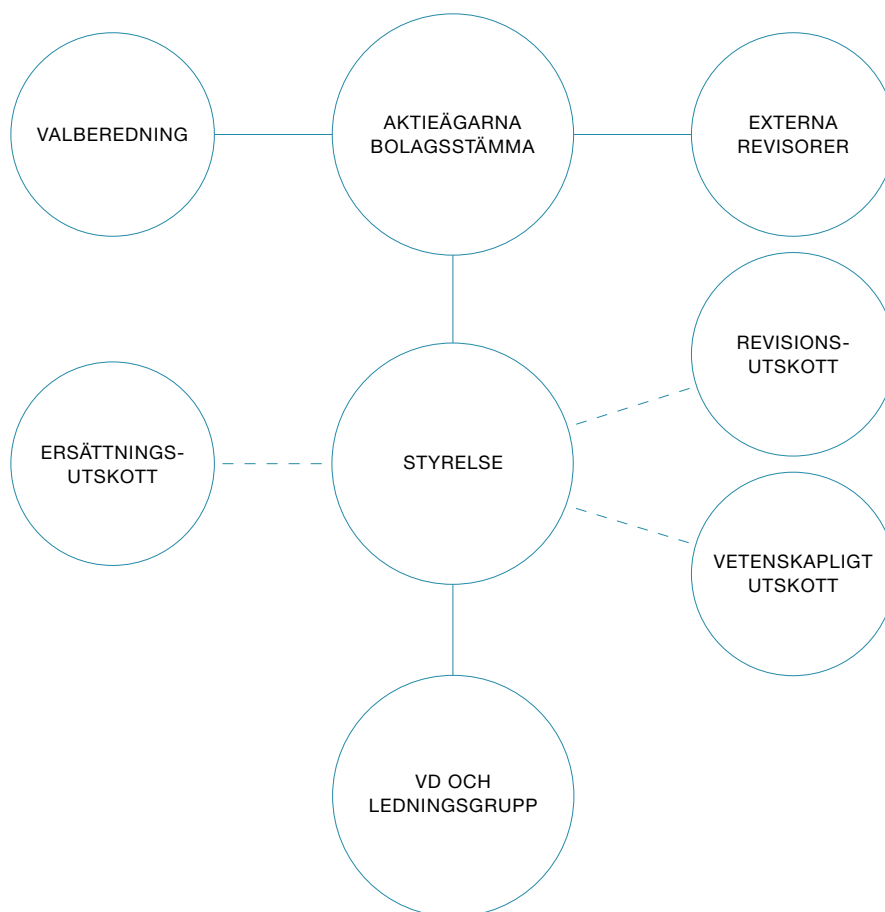 VALBEREDNING
AKTIEÄGARNA
BOLAGSSTÄMMA
EXTERNA
REVISORER
REVISIONS-
UTSKOTT
ERSÄTTNINGS-
UTSKOTT
STYRELSE
VETENSKAPLIGT
UTSKOTT
VD OCH
LEDNINGSGRUPP